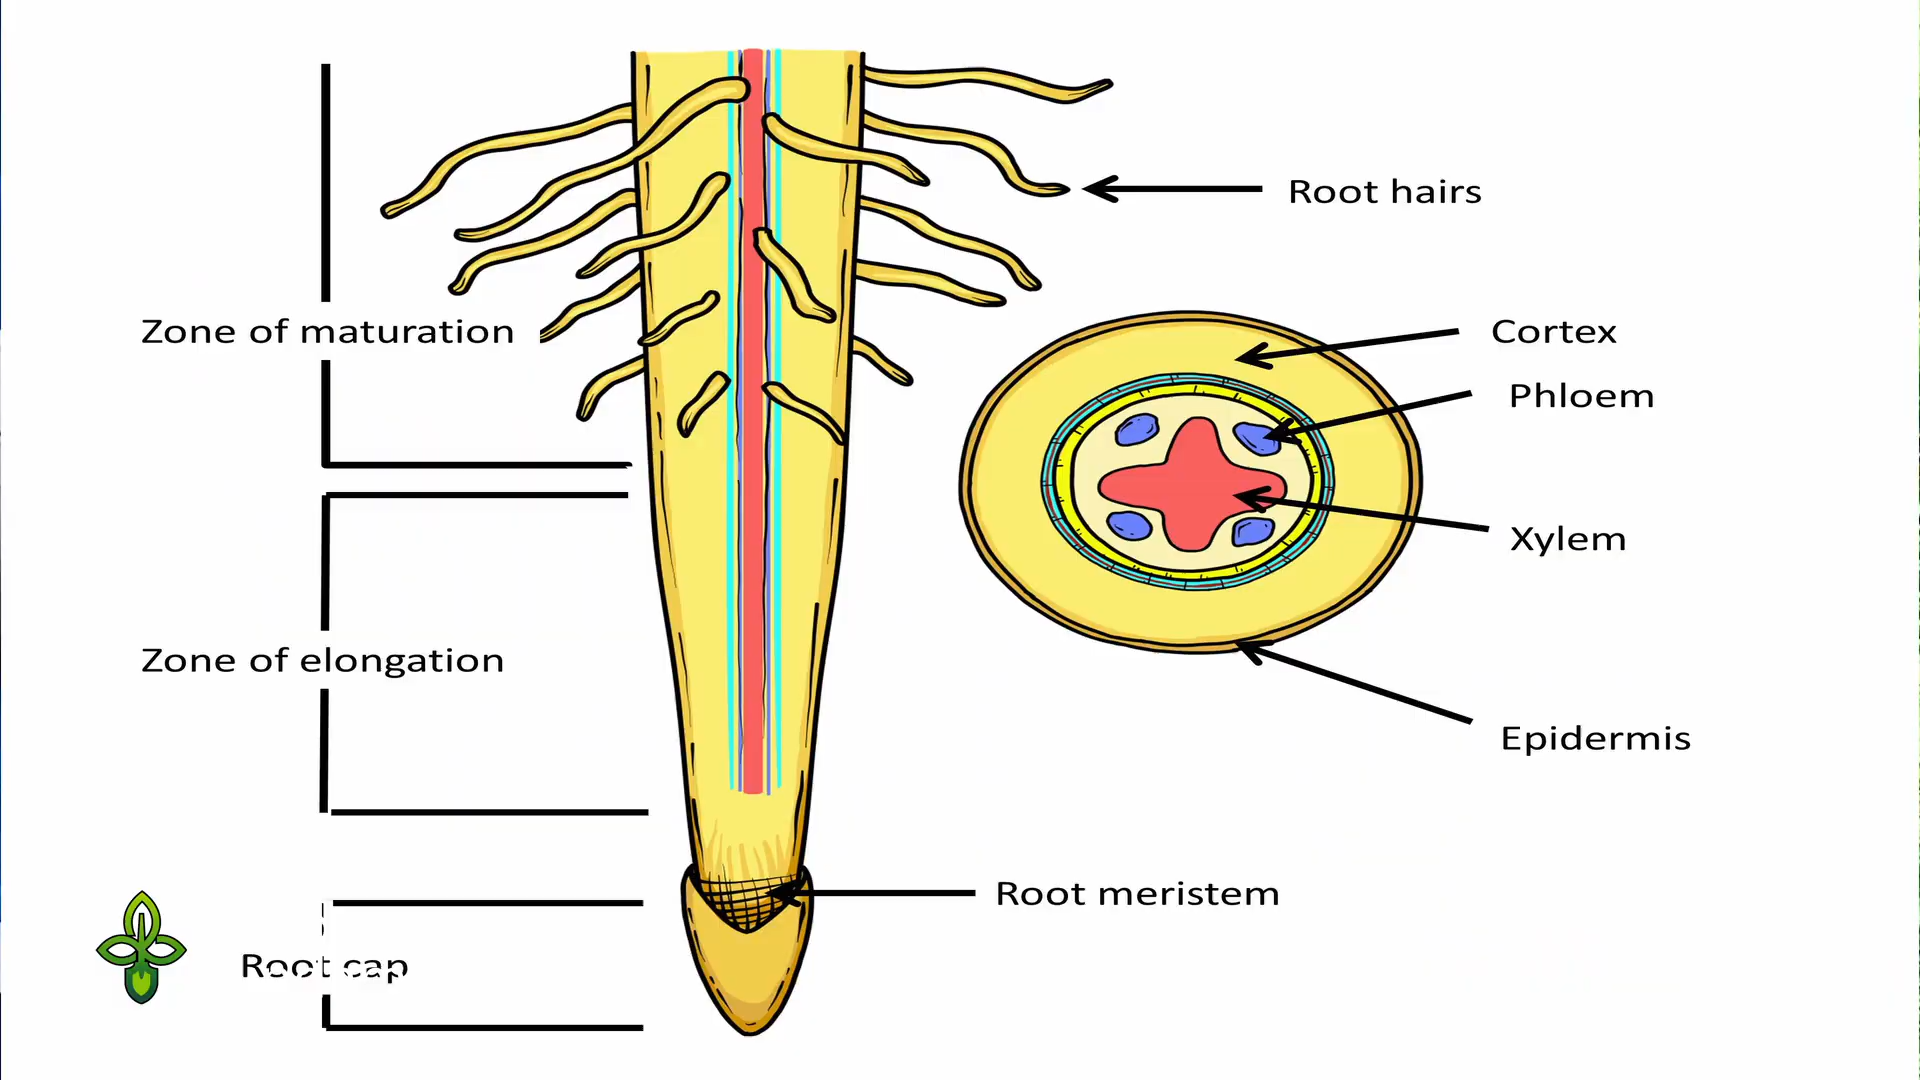 Root hairs
Zone of maturation
Cortex
Phloem
Xylem
Zone of elongation
Epidermis
Root meristem
Root cap